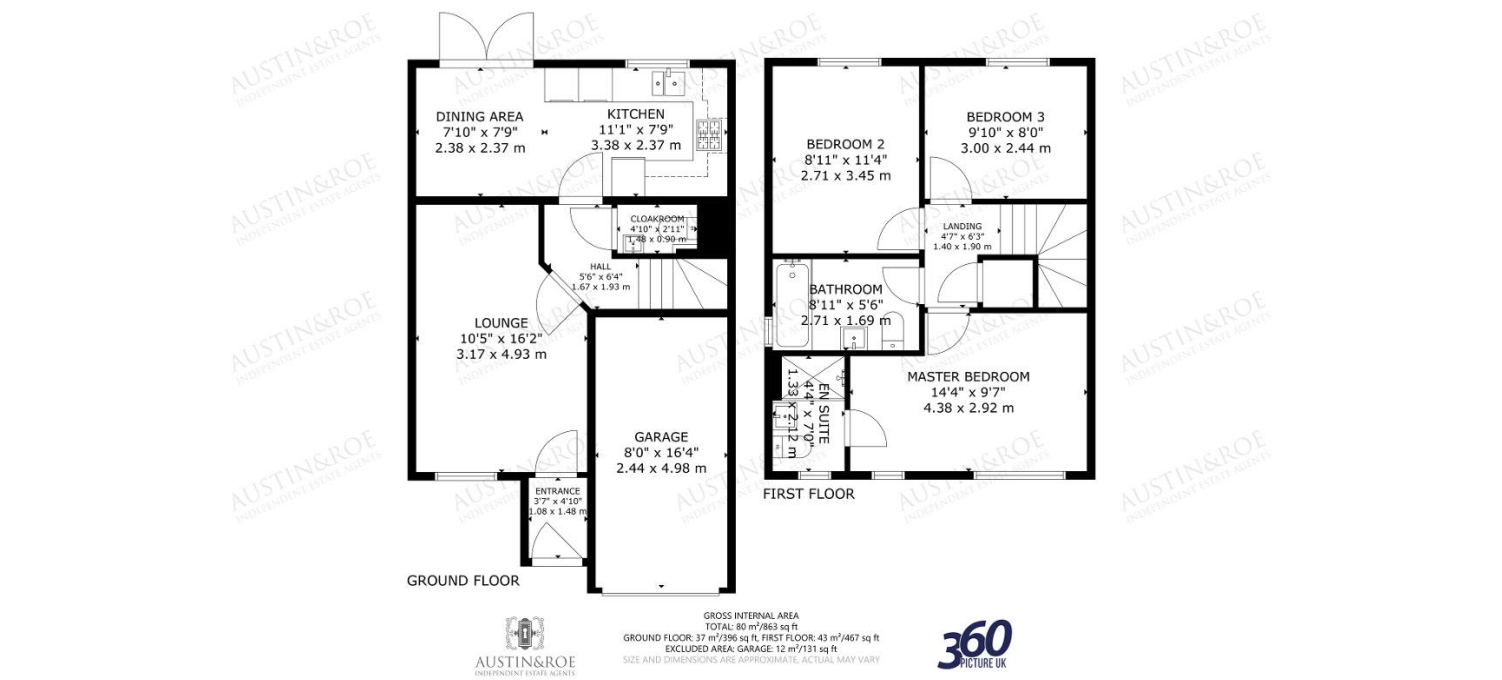 DINING AREA
7'10" x 7'9"
2.38 x 2.37 m
KITCHEN
11'1" x 7'9"
3.38 x 2.37 m
CLOAKROOM
4'10" x 2'11"
1.48 x 0.90 m
HALL
5'6" x 6'4"
1.67 x 1.93 m
LOUNGE
10'5" x 16'2"
3.17 x 4.93 m
GARAGE
8'0" x 16'4"
2.44 x 4.98 m
ENTRANCE
3'7" x 4'10"
1.08 x 1.48 m
GROUND FLOOR
BEDROOM 2
8'11" x 11'4"
2.71 x 3.45 m
BEDROOM 3
9'10" x 8'0"
3.00 x 2.44 m
LANDING
4'7" x 6'3"
1.40 x 1.90 m
BATHROOM
8'11" x 5'6"
2.71 x 1.69 m
MASTER BEDROOM
14'4" x 9'7"
4.38 x 2.92 m
EN SUITE
4'4" x 7'0"
1.33 x 2.12 m
FIRST FLOOR
GROSS INTERNAL AREA
TOTAL: 80 m²/863 sq ft
GROUND FLOOR: 37 m²/396 sq ft, FIRST FLOOR: 43 m²/467 sq ft
EXCLUDED AREA: GARAGE: 12 m²/131 sq ft
SIZE AND DIMENSIONS ARE APPROXIMATE, ACTUAL MAY VARY
AUSTIN&ROE
INDEPENDENT ESTATE AGENTS
360
PICTURE UK
AUSTIN&ROE
INDEPENDENT ESTATE AGENTS